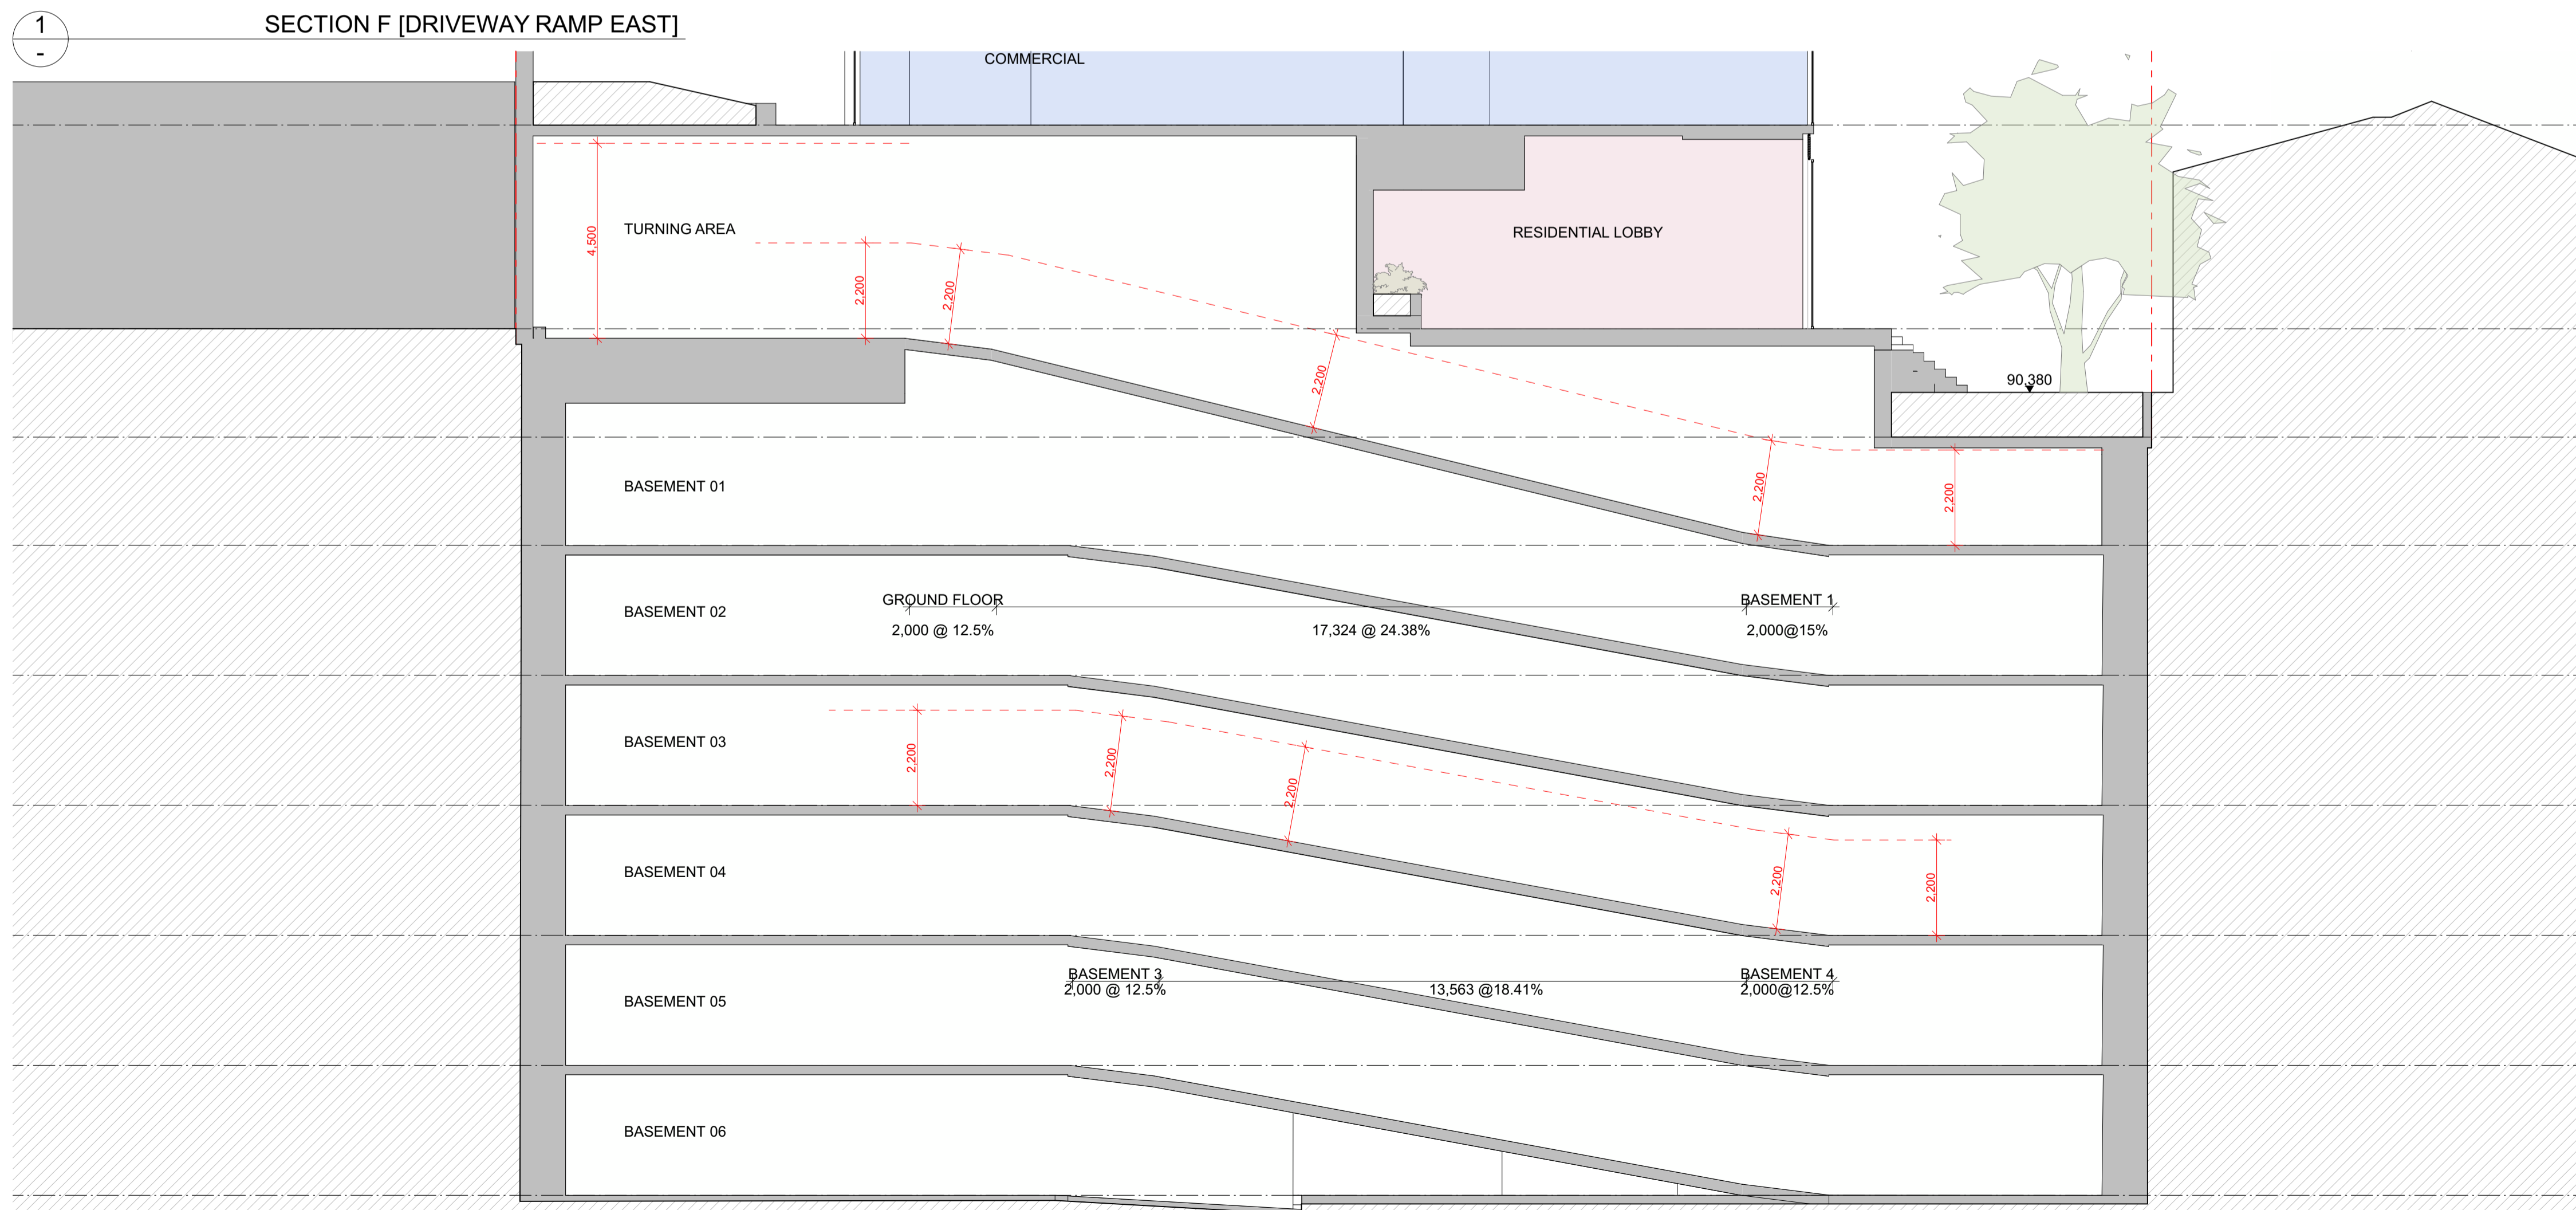 1
-
SECTION F [DRIVEWAY RAMP EAST]
COMMERCIAL
4,500
TURNING AREA
2,200
2,200
RESIDENTIAL LOBBY
2,200
90,380
BASEMENT 01
2,200
2,200
BASEMENT 02
GROUND FLOOR
BASEMENT 1
2,000 @ 12.5%
17,324 @ 24.38%
2,000@15%
BASEMENT 03
2,200
2,200
2,200
BASEMENT 04
2,200
2,200
BASEMENT 3
BASEMENT 4
2,000 @ 12.5%
13,563 @18.41%
2,000@12.5%
BASEMENT 05
BASEMENT 06